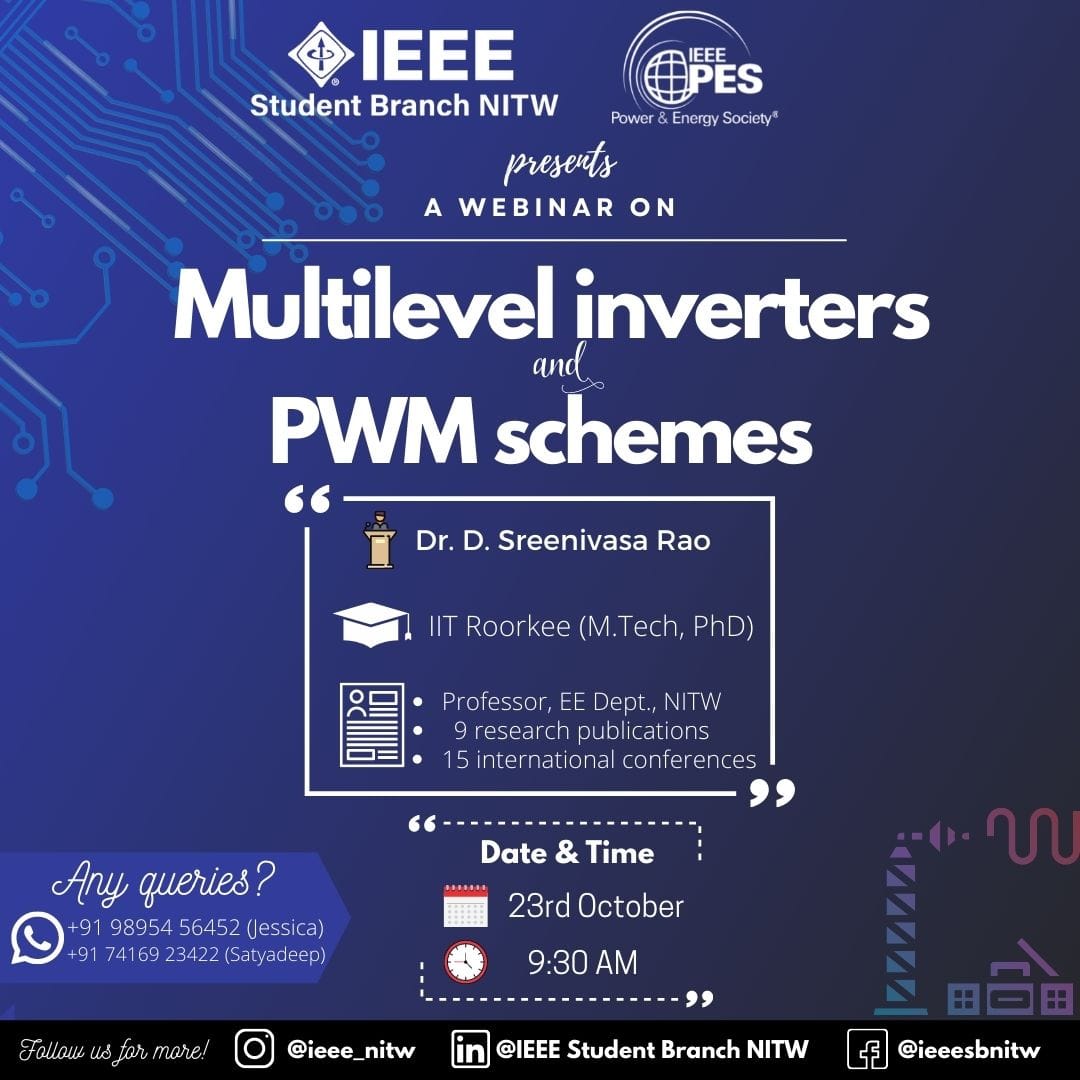 IEEE
Student Branch NITW
IEEE
PES
Power & Energy Society®
presents
A WEBINAR ON
Multilevel inverters
and
PWM schemes
Dr. D. Sreenivasa Rao
IIT Roorkee (M.Tech, PhD)
• Professor, EE Dept., NITW
• 9 research publications
• 15 international conferences
Date & Time
23rd October
9:30 AM
Any queries?
+91 98954 56452 (Jessica)
+91 74169 23422 (Satyadeep)
Follow us for more! @ieee_nitw @IEEE Student Branch NITW @ieeesbnitw